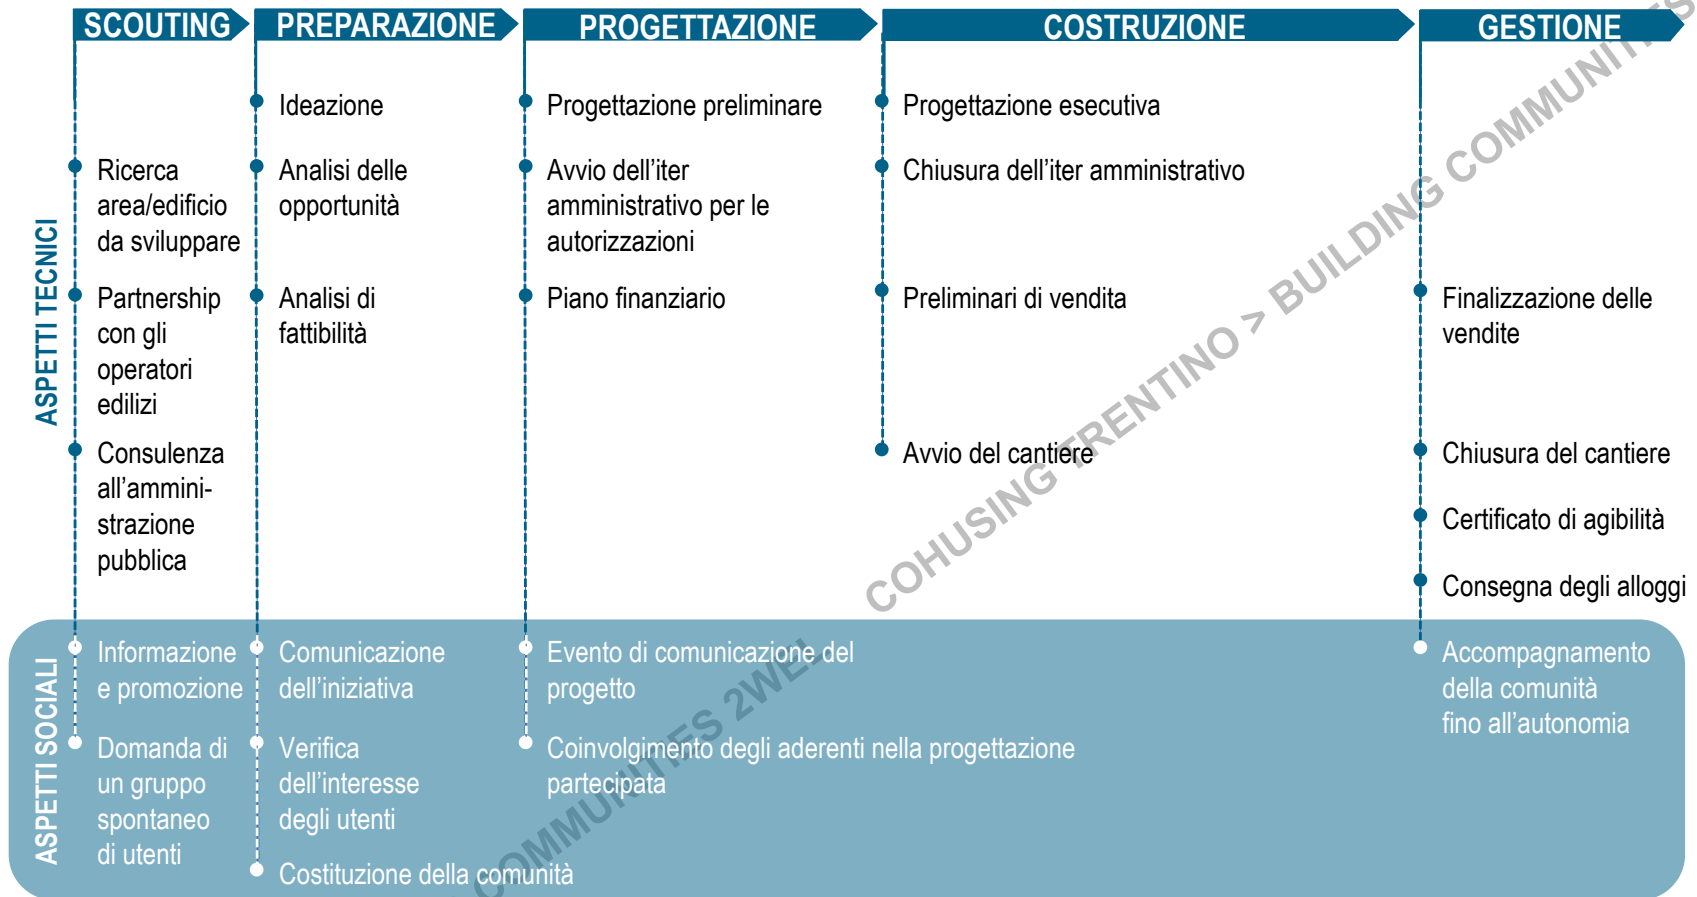 SCOUTING
PREPARAZIONE
PROGETTAZIONE
COSTRUZIONE
GESTIONE
ASPETTI TECNICI
Ricerca
area/edificio
da sviluppare
Partnership
con gli
operatori
edilizi
Consulenza
all’ammini-
strazione
pubblica
Ideazione
Analisi delle
opportunità
Analisi di
fattibilità
Progettazione preliminare
Avvio dell’iter
amministrativo per le
autorizzazioni
Piano finanziario
Progettazione esecutiva
Chiusura dell’iter amministrativo
Preliminari di vendita
Avvio del cantiere
Finalizzazione delle
vendite
Chiusura del cantiere
Certificato di agibilità
Consegna degli alloggi
ASPETTI SOCIALI
Informazione
e promozione
Domanda di
un gruppo
spontaneo
di utenti
Comunicazione
dell’iniziativa
Verifica
dell’interesse
degli utenti
Costituzione della comunità
Evento di comunicazione del
progetto
Coinvolgimento degli aderenti nella progettazione
partecipata
Accompagnamento
della comunità
fino all’autonomia
COHUSING TRENTINO > BUILDING COMMUNITIES
COMMUNITIES 2WEL